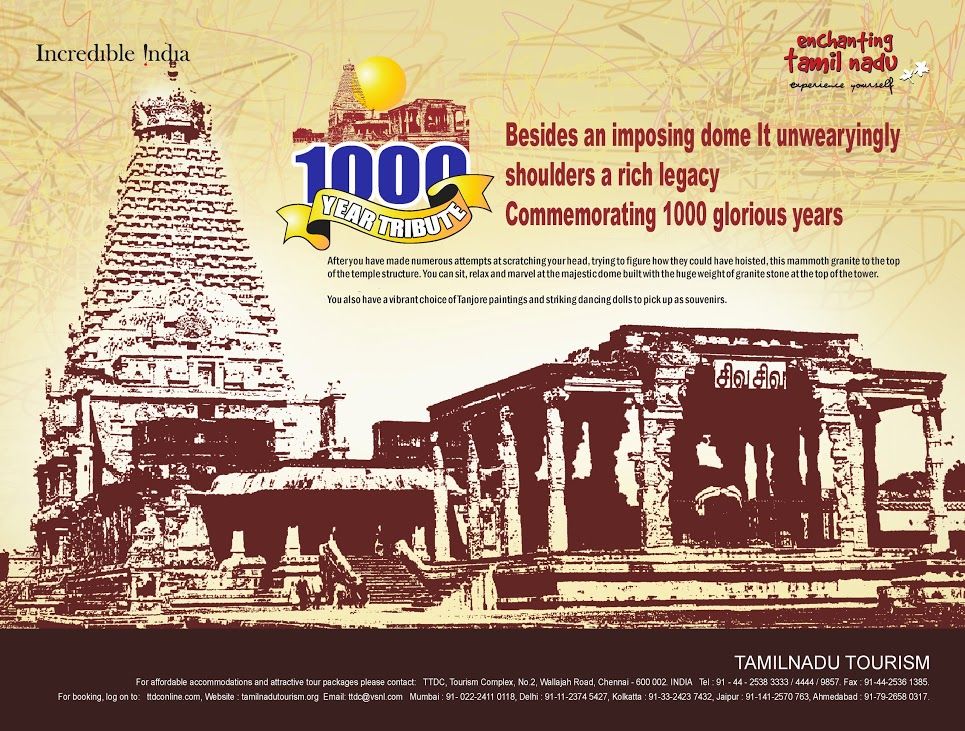 Incredible !ndia
enchanting
tamil nadu
experience yourself
1000
YEAR TRIBUTE
Besides an imposing dome It unwearyingly
shoulders a rich legacy
Commemorating 1000 glorious years
After you have made numerous attempts at scratching your head, trying to figure how they could have hoisted, this mammoth granite to the top
of the temple structure. You can sit, relax and marvel at the majestic dome built with the huge weight of granite stone at the top of the tower.
You also have a vibrant choice of Tanjore paintings and striking dancing dolls to pick up as souvenirs.
சிவ சிவ
TAMILNADU TOURISM
For affordable accommodations and attractive tour packages please contact: TTDC, Tourism Complex, No.2, Wallajah Road, Chennai - 600 002. INDIA Tel : 91 - 44 - 2538 3333 / 4444 / 9857. Fax : 91-44-2536 1385.
For booking, log on to: ttdconline.com, Website : tamilnadutourism.org Email: ttdc@vsnl.com Mumbai : 91- 022-2411 0118, Delhi : 91-11-2374 5427, Kolkatta : 91-33-2423 7432, Jaipur : 91-141-2570 763, Ahmedabad : 91-79-2658 0317.